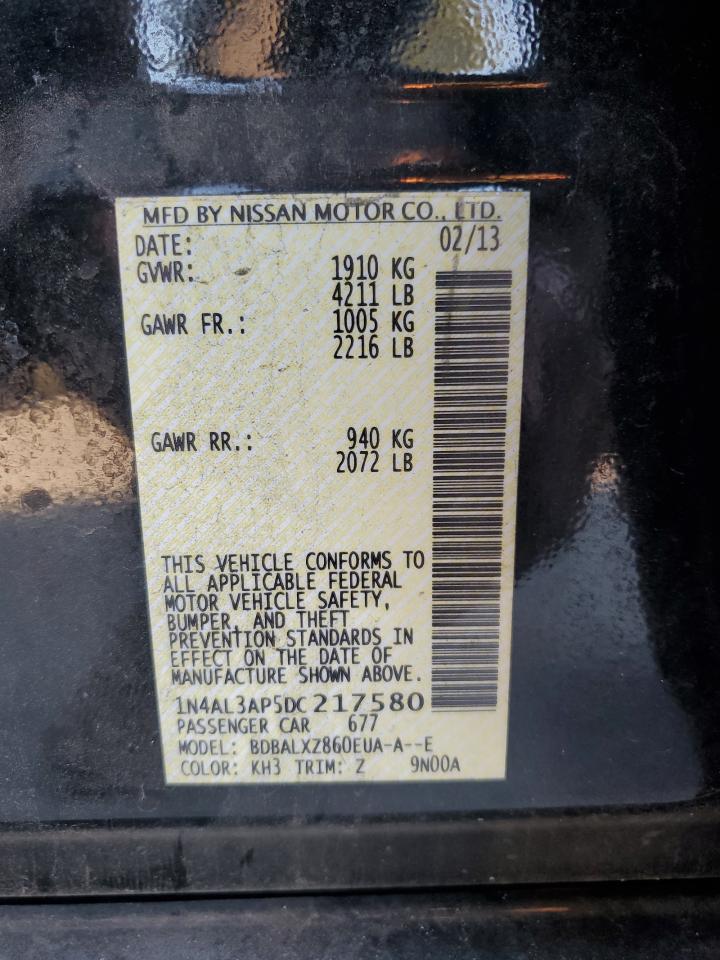 MFD BY NISSAN MOTOR CO., LTD.
DATE: 02/13
GVWR: 1910 KG
4211 LB
GAWR FR.: 1005 KG
2216 LB
GAWR RR.: 940 KG
2072 LB
THIS VEHICLE CONFORMS TO
ALL APPLICABLE FEDERAL
MOTOR VEHICLE SAFETY,
BUMPER, AND THEFT
PREVENTION STANDARDS IN
EFFECT ON THE DATE OF
MANUFACTURE SHOWN ABOVE.
1N4AL3AP5DC217580
PASSENGER CAR 677
MODEL: BDBALXZ860EUA-A--E
COLOR: KH3 TRIM: Z 9N00A